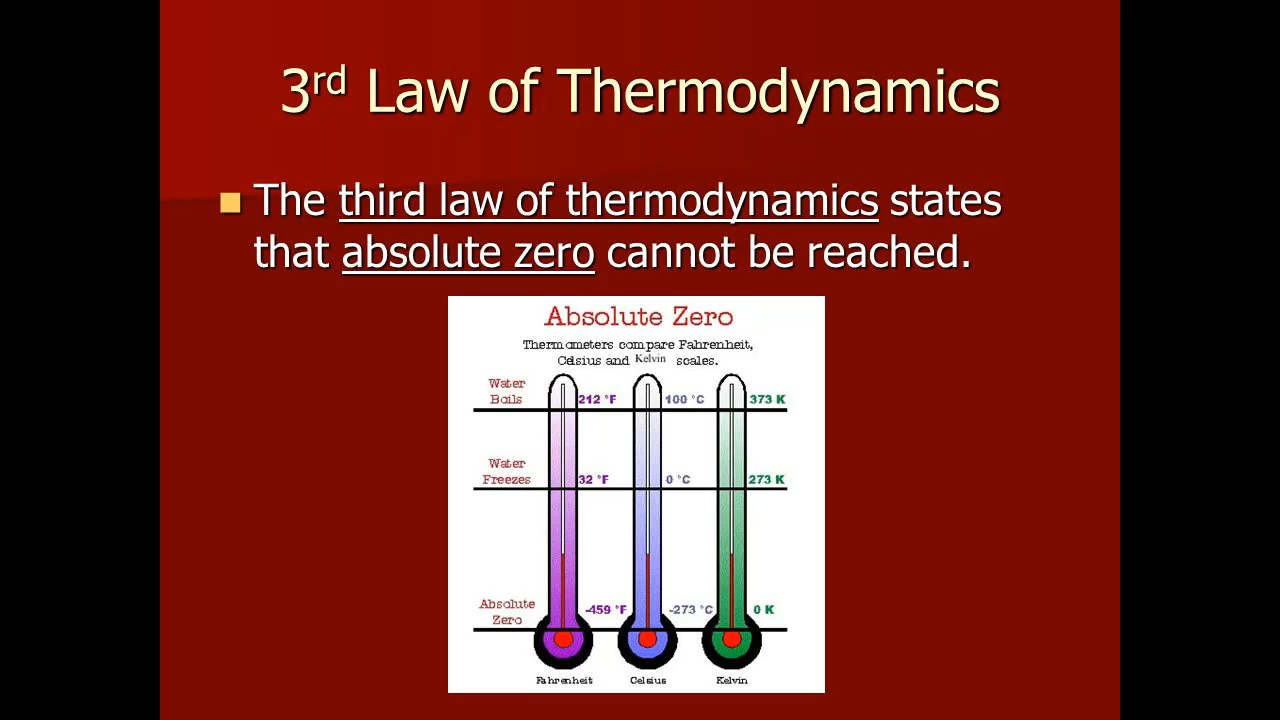 3rd Law of Thermodynamics
The third law of thermodynamics states
that absolute zero cannot be reached.
Absolute Zero
Thermometers compare Fahrenheit,
Celsius and Kelvin scales.
Water
Boils
212 °F 100 °C 373 K
Water
Freezes
32 °F 0 °C 273 K
Absolute
Zero
-459 °F -273 °C 0 K
Fahrenheit Celsius Kelvin